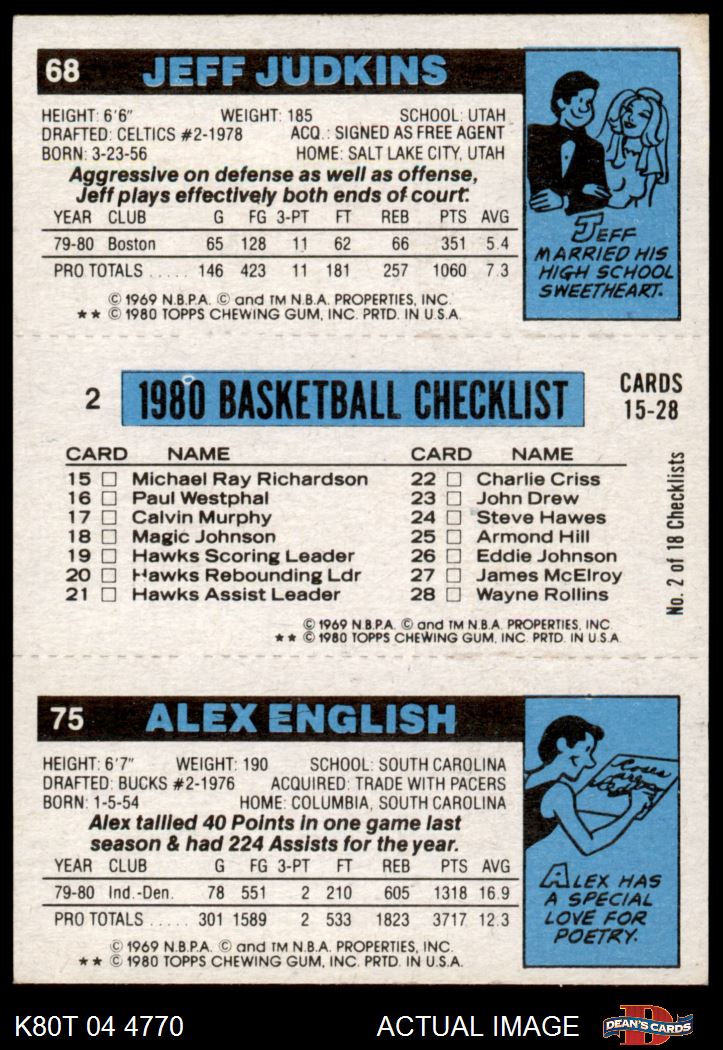 68 JEFF JUDKINS
HEIGHT: 6'6" WEIGHT: 185 SCHOOL: UTAH
DRAFTED: CELTICS #2-1978 ACQ.: SIGNED AS FREE AGENT
BORN: 3-23-56 HOME: SALT LAKE CITY, UTAH
Aggressive on defense as well as offense,
Jeff plays effectively both ends of court.
YEAR CLUB G FG 3-PT FT REB PTS AVG
79-80 Boston 65 128 11 62 66 351 5.4
PRO TOTALS ..... 146 423 11 181 257 1060 7.3
© 1969 N.B.P.A. © and TM N.B.A. PROPERTIES, INC.
★★ © 1980 TOPPS CHEWING GUM, INC. PRTD. IN U.S.A.
JEFF
MARRIED HIS
HIGH SCHOOL
SWEETHEART.
2 1980 BASKETBALL CHECKLIST CARDS
15-28
CARD NAME CARD NAME
15 □ Michael Ray Richardson 22 □ Charlie Criss
16 □ Paul Westphal 23 □ John Drew
17 □ Calvin Murphy 24 □ Steve Hawes
18 □ Magic Johnson 25 □ Armond Hill
19 □ Hawks Scoring Leader 26 □ Eddie Johnson
20 □ Hawks Rebounding Ldr 27 □ James McElroy
21 □ Hawks Assist Leader 28 □ Wayne Rollins
No. 2 of 18 Checklists
© 1969 N.B.P.A. © and TM N.B.A. PROPERTIES, INC.
★★ © 1980 TOPPS CHEWING GUM, INC. PRTD. IN U.S.A.
75 ALEX ENGLISH
HEIGHT: 6'7" WEIGHT: 190 SCHOOL: SOUTH CAROLINA
DRAFTED: BUCKS #2-1976 ACQUIRED: TRADE WITH PACERS
BORN: 1-5-54 HOME: COLUMBIA, SOUTH CAROLINA
Alex tallied 40 Points in one game last
season & had 224 Assists for the year.
YEAR CLUB G FG 3-PT FT REB PTS AVG
79-80 Ind.-Den. 78 551 2 210 605 1318 16.9
PRO TOTALS ..... 301 1589 2 533 1823 3717 12.3
© 1969 N.B.P.A. © and TM N.B.A. PROPERTIES, INC.
★★ © 1980 TOPPS CHEWING GUM, INC. PRTD. IN U.S.A.
Roses
are
ALEX HAS
A SPECIAL
LOVE FOR
POETRY.
K80T 04 4770 ACTUAL IMAGE DEAN'S CARDS